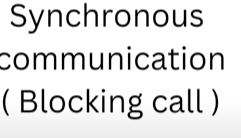 Synchronous
communication
( Blocking call )